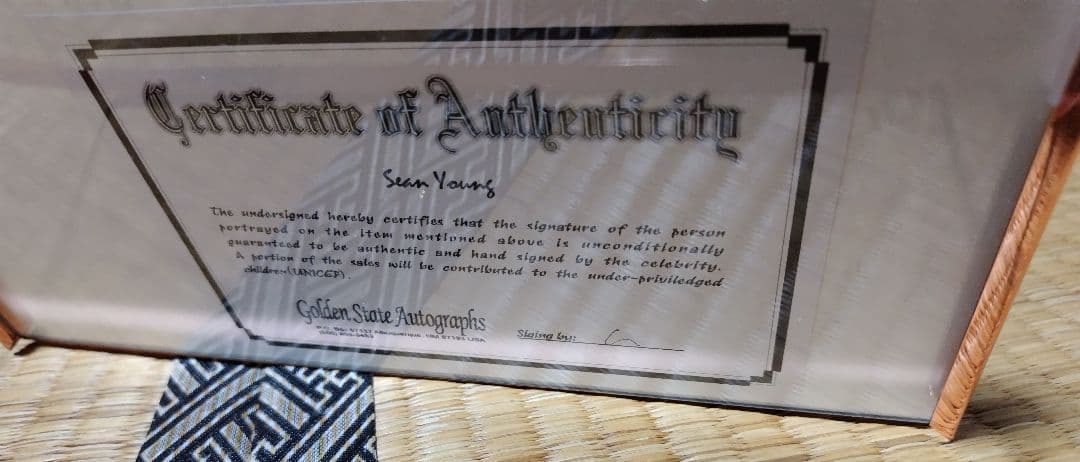 Certificate of Authenticity
Sean Young
The undersigned hereby certifies that the signature of the person
portrayed on the item mentioned above is unconditionally
guaranteed to be authentic and hand signed by the celebrity.
A portion of the sales will be contributed to the under-priviledged
children(UNICEF).
Golden State Autographs
Signg by: